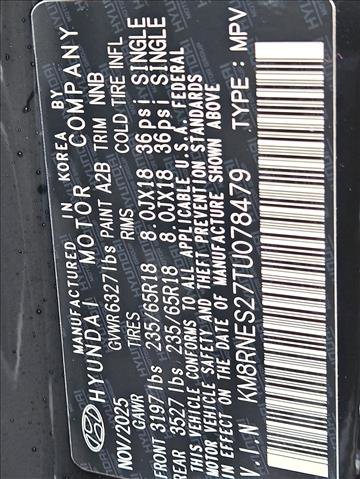 MANUFACTURED IN KOREA BY
HYUNDAI MOTOR COMPANY
NOV/2025 GVWR 6327 lbs PAINT A2B TRIM NNB
GAWR TIRES RIMS COLD TIRE INFL
FRONT 3197 lbs 235/65R18 8.0JX18 36psi SINGLE
REAR 3527 lbs 235/65R18 8.0JX18 36psi SINGLE
THIS VEHICLE CONFORMS TO ALL APPLICABLE U.S.A. FEDERAL
MOTOR VEHICLE SAFETY AND THEFT PREVENTION STANDARDS
IN EFFECT ON THE DATE OF MANUFACTURE SHOWN ABOVE
V.I.N KM8RNES27TU078479 TYPE : MPV